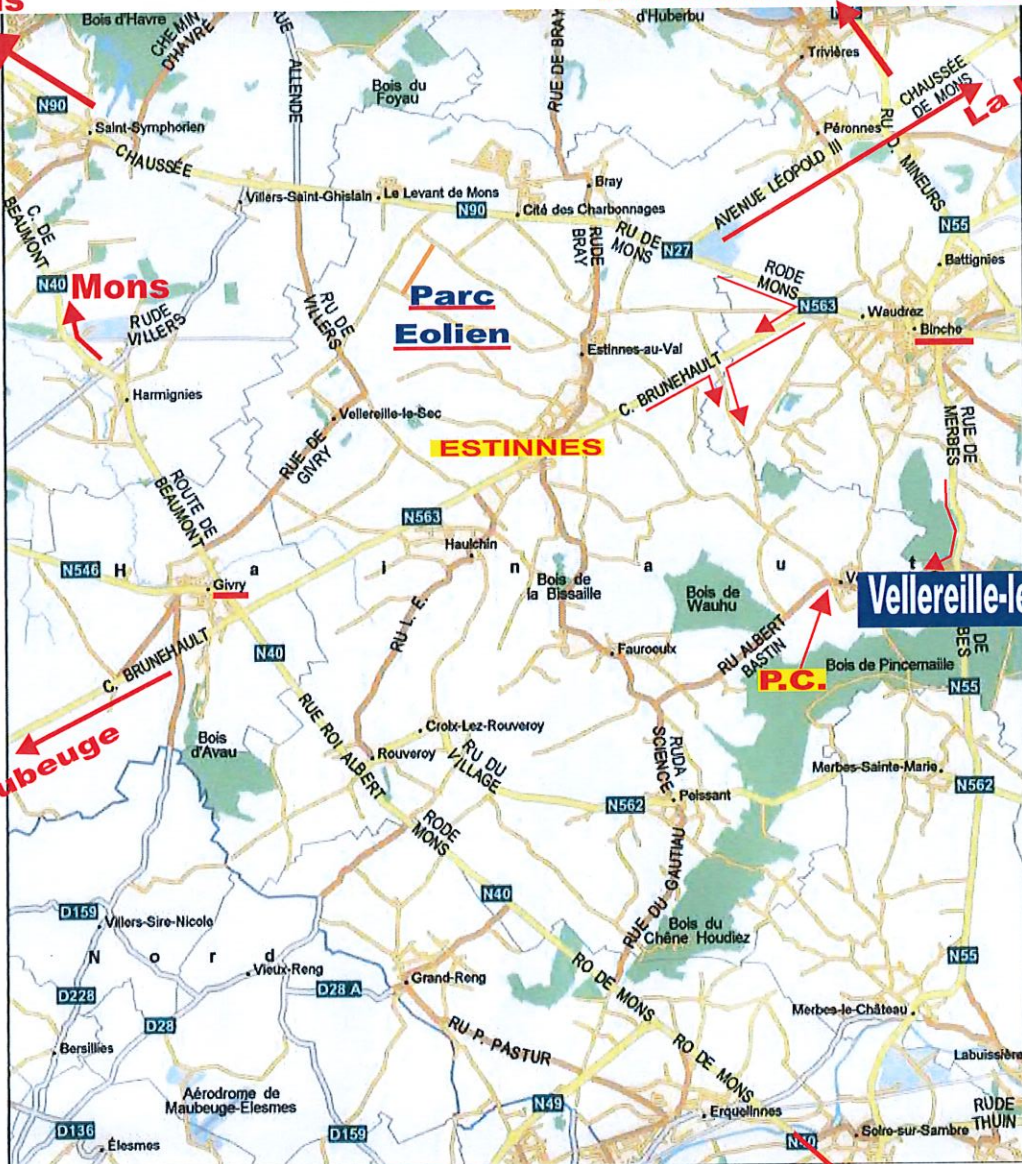 Bois d'Havre
CHEMIN
D'HAVRÉ
ALLENDE
Bois du
Foyau
RUE DE BRAY
d'Huberbu
Trivières
N90
Saint-Symphorien
CHAUSSÉE
CHAUSSÉE
DE MONS
La
Péronnes
AVENUE LÉOPOLD III
RU D. MINEURS
Villers-Saint-Ghislain
Le Levant de Mons
Bray
N90
Cité des Charbonnages
C. DE
BEAUMONT
RU DE
MONS
N27
RUDE
BRAY
N55
Battignies
N40
Mons
RUDE
VILLERS
RU DE
VILLERS
Parc
Eolien
RODE
MONS
N563
Waudrez
Binche
Estinnes-au-Val
C. BRUNEHAULT
Harmignies
Vellereille-le-Sec
RUE DE
GIVRY
ESTINNES
RUE DE
MERBES
ROUTE DE
BEAUMONT
N563
Haulchin
N546
H a i n a u t
Givry
Bois de
la Bissaille
Bois de
Wauhu
Vellereille-le
C. BRUNEHAULT
N40
RU L. E.
Fauroeulx
RU ALBERT
BASTIN
P.C.
Bois de Pincemaille
DE
BES
N55
ubeuge
Bois
d'Avau
RUE ROI ALBERT
Croix-Lez-Rouveroy
Rouveroy
RU DU
VILLAGE
RUDA
SCIENCE
Merbes-Sainte-Marie
N562
Peissant
N562
RODE
MONS
RUE DU GAUTIAU
N40
D159
Villers-Sire-Nicole
Bois du
Chêne Houdiez
N o r d
Vieux-Reng
D28 A
Grand-Reng
N55
D228
RO DE MONS
Merbes-le-Château
D28
Bersillies
RU P. PASTUR
RO DE MONS
Labuissière
Aérodrome de
Maubeuge-Elesmes
N49
Erquelinnes
RUDE
THUIN
D136
Élesmes
D159
Solre-sur-Sambre